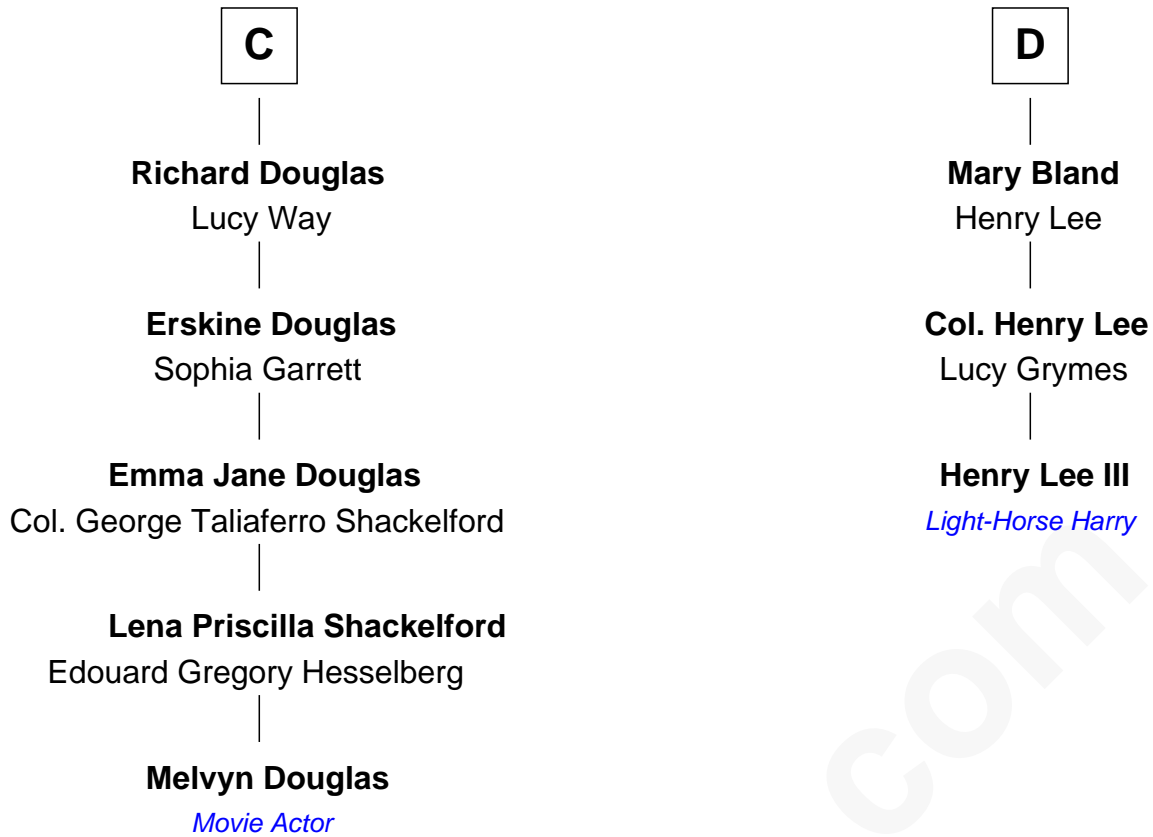 C
Richard Douglas
Lucy Way
Erskine Douglas
Sophia Garrett
Emma Jane Douglas
Col. George Taliaferro Shackelford
Lena Priscilla Shackelford
Edouard Gregory Hesselberg
Melvyn Douglas
Movie Actor
D
Mary Bland
Henry Lee
Col. Henry Lee
Lucy Grymes
Henry Lee III
Light-Horse Harry
com